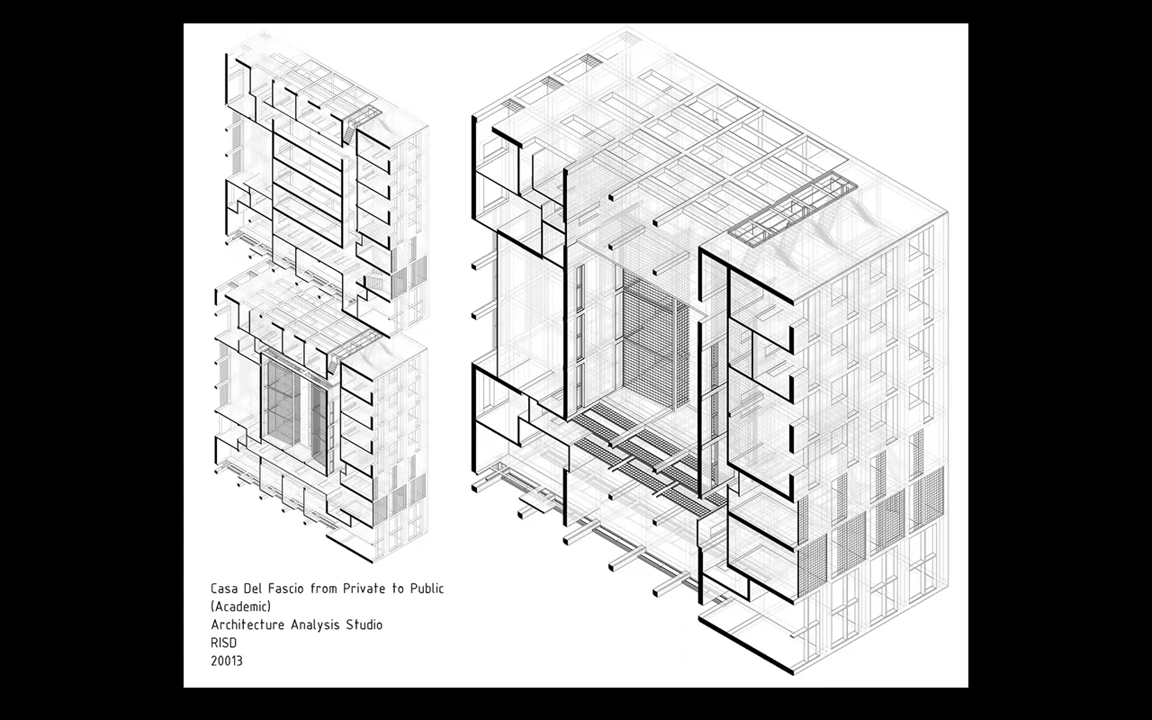 Casa Del Fascio from Private to Public
(Academic)
Architecture Analysis Studio
RISD
20013